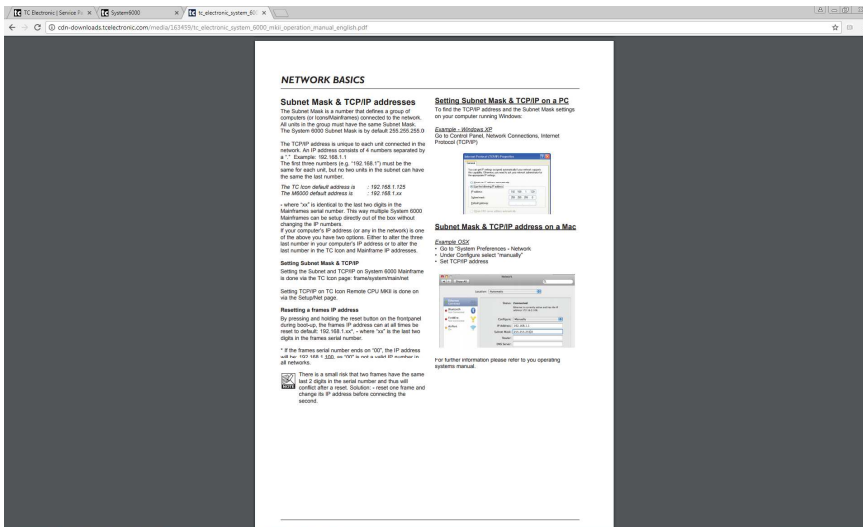 TC Electronic | Service Pa
System6000
tc_electronic_system_600
cdn-downloads.tcelectronic.com/media/163459/tc_electronic_system_6000_mkii_operation_manual_english.pdf
NETWORK BASICS
Subnet Mask & TCP/IP addresses
The Subnet Mask is a number that defines a group of
computers (or Icons/Mainframes) connected to the network.
All units in the group must have the same Subnet Mask.
The System 6000 Subnet Mask is by default 255.255.255.0
The TCP/IP address is unique to each unit connected in the
network. An IP address consists of 4 numbers separated by
a "." Example: 192.168.1.1
The first three numbers (e.g. "192.168.1") must be the
same for each unit, but no two units in the subnet can have
the same the last number.
The TC Icon default address is : 192.168.1.125
The M6000 default address is : 192.168.1.xx
- where "xx" is identical to the last two digits in the
Mainframes serial number. This way multiple System 6000
Mainframes can be setup directly out of the box without
changing the IP numbers.
If your computer's IP address (or any in the network) is one
of the above you have two options. Either to alter the three
last number in your computer's IP address or to alter the
last number in the TC Icon and Mainframe IP addresses.
Setting Subnet Mask & TCP/IP
Setting the Subnet and TCP/IP on System 6000 Mainframe
is done via the TC Icon page: frame/system/main/net
Setting TCP/IP on TC Icon Remote CPU MKII is done on
via the Setup/Net page.
Resetting a frames IP address
By pressing and holding the reset button on the frontpanel
during boot-up, the frames IP address can at all times be
reset to default: 192.168.1.xx*, - where "xx" is the last two
digits in the frames serial number.
* If the frames serial number ends on "00", the IP address
will be: 192.168.1.100, as "00" is not a valid IP number in
all networks.
NOTE
There is a small risk that two frames have the same
last 2 digits in the serial number and thus will
conflict after a reset. Solution: - reset one frame and
change its IP address before connecting the
second.
Setting Subnet Mask & TCP/IP on a PC
To find the TCP/IP address and the Subnet Mask settings
on your computer running Windows:
Example - Windows XP
Go to Control Panel, Network Connections, Internet
Protocol (TCP/IP)
Subnet Mask & TCP/IP address on a Mac
Example OSX
• Go to "System Preferences - Network
• Under Configure select "manually"
• Set TCP/IP address
Network
Show All
Location: Automatic
Configure: Manually
IP Address:
Subnet Mask:
Router:
DNS Server:
For further information please refer to you operating
systems manual.